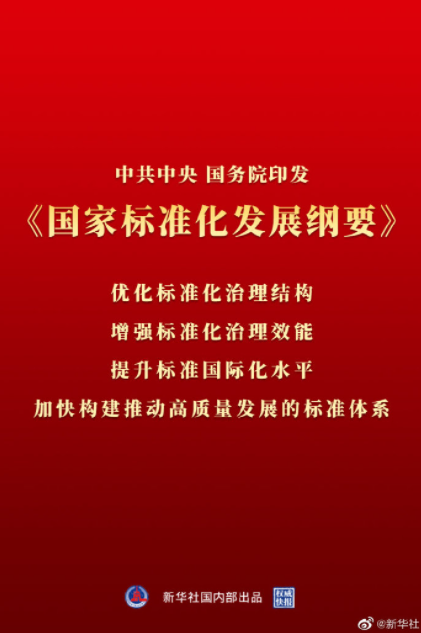 中共中央 国务院印发
《国家标准化发展纲要》
优化标准化治理结构
增强标准化治理效能
提升标准国际化水平
加快构建推动高质量发展的标准体系
新华社国内部出品 权威快报
@新华社